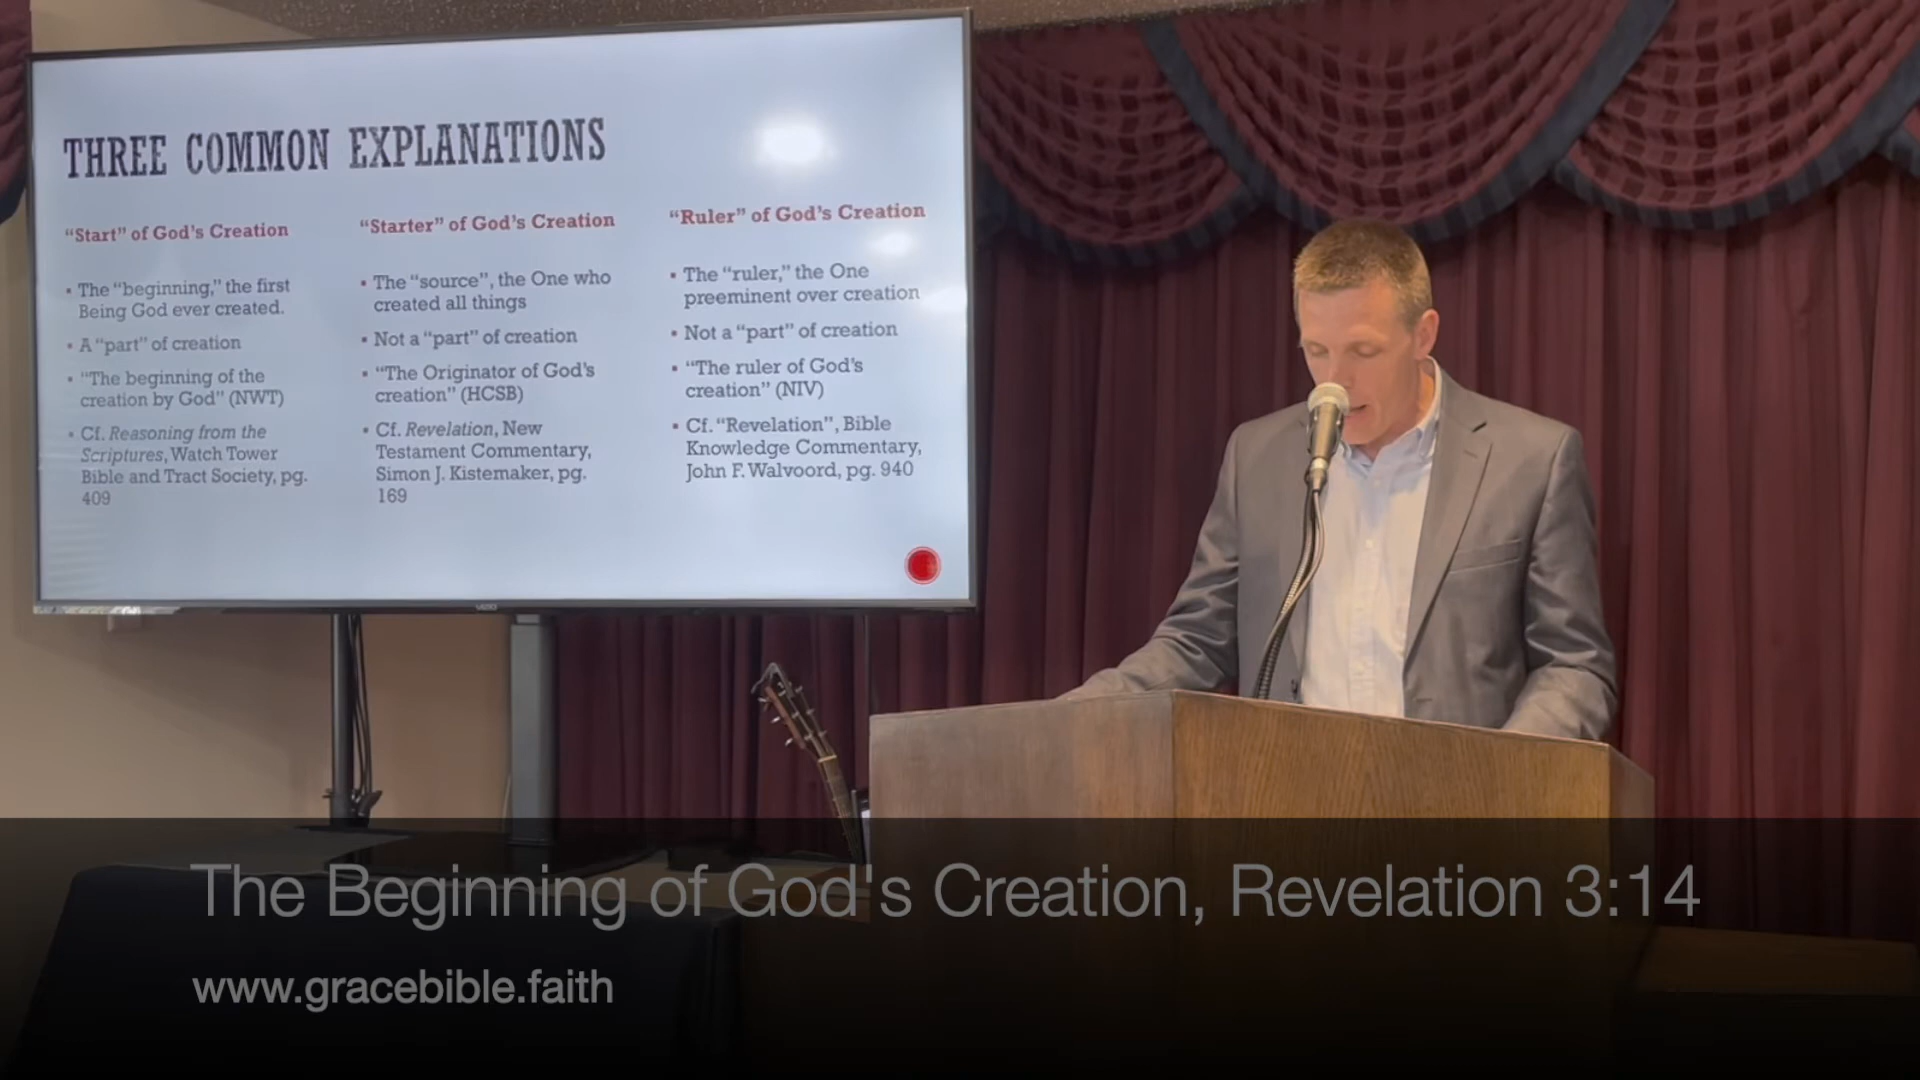 THREE COMMON EXPLANATIONS
“Start” of God’s Creation
▪ The “beginning,” the first
Being God ever created.
▪ A “part” of creation
▪ “The beginning of the
creation by God” (NWT)
▪ Cf. Reasoning from the
Scriptures, Watch Tower
Bible and Tract Society, pg.
409
“Starter” of God’s Creation
▪ The “source”, the One who
created all things
▪ Not a “part” of creation
▪ “The Originator of God’s
creation” (HCSB)
▪ Cf. Revelation, New
Testament Commentary,
Simon J. Kistemaker, pg.
169
“Ruler” of God’s Creation
▪ The “ruler,” the One
preeminent over creation
▪ Not a “part” of creation
▪ “The ruler of God’s
creation” (NIV)
▪ Cf. “Revelation”, Bible
Knowledge Commentary,
John F. Walvoord, pg. 940
VIZIO
The Beginning of God's Creation, Revelation 3:14
www.gracebible.faith